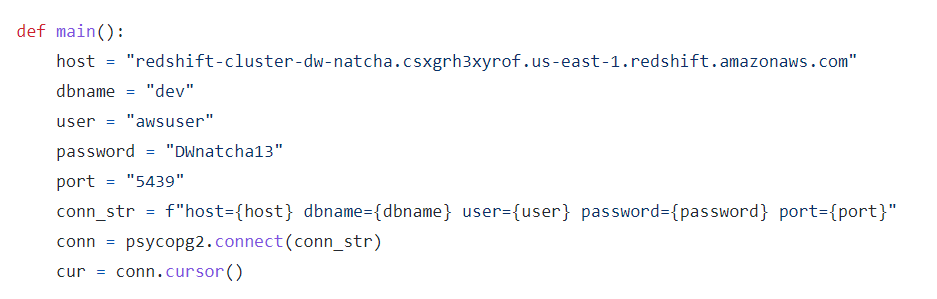 def main():
    host = "redshift-cluster-dw-natcha.csxgrh3xyrof.us-east-1.redshift.amazonaws.com"
    dbname = "dev"
    user = "awsuser"
    password = "DWnatcha13"
    port = "5439"
    conn_str = f"host={host} dbname={dbname} user={user} password={password} port={port}"
    conn = psycopg2.connect(conn_str)
    cur = conn.cursor()